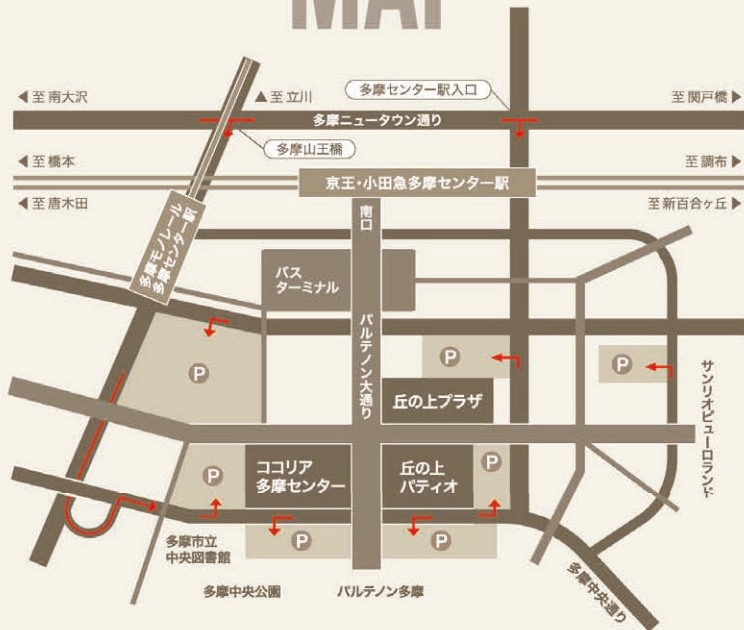 MAP
◀至 南大沢
▲至 立川
多摩センター駅入口
至 関戸橋▶
多摩ニュータウン通り
多摩山王橋
◀至 橋本
至 調布▶
京王・小田急多摩センター駅
◀至 唐木田
至 新百合ヶ丘▶
多摩モノレール
多摩センター駅
南口
バス
ターミナル
パルテノン大通り
P
P
P
サンリオピューロランド
丘の上プラザ
P
ココリア
多摩センター
丘の上
パティオ
P
P
P
多摩市立
中央図書館
多摩中央公園
パルテノン多摩
多摩中央通り